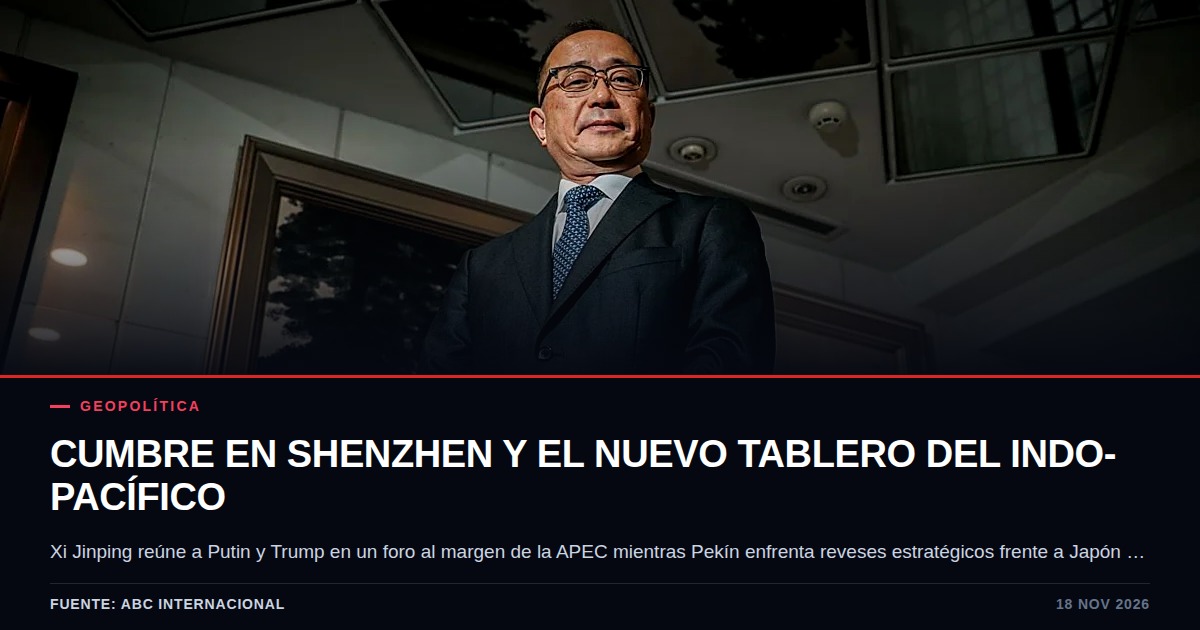 GEOPOLÍTICA
CUMBRE EN SHENZHEN Y EL NUEVO TABLERO DEL INDO-
PACÍFICO
Xi Jinping reúne a Putin y Trump en un foro al margen de la APEC mientras Pekín enfrenta reveses estratégicos frente a Japón …
FUENTE: ABC INTERNACIONAL
18 NOV 2026